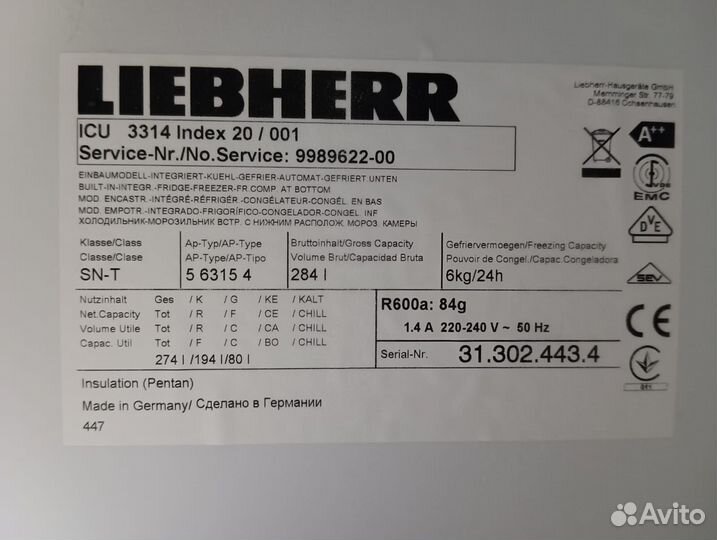 LIEBHERR
Liebherr-Hausgeräte GmbH
Memminger Str. 77-79
D-88416 Ochsenhausen
ICU 3314 Index 20 / 001
Service-Nr./No.Service: 9989622-00
A++
EINBAUMODELL-INTEGRIERT-KUEHL-GEFRIER-AUTOMAT-GEFRIERT UNTEN
BUILT-IN-INTEGR.-FRIDGE-FREEZER-FR.COMP. AT BOTTOM
MOD. ENCASTR.-INTÉGRÉ-RÉFRIGÉR.-CONGÉLATEUR-CONGÉL. EN BAS
MOD. EMPOTR.-INTEGRADO-FRIGORÍFICO-CONGELADOR-CONGEL. INF
ХОЛОДИЛЬНИК-МОРОЗИЛЬНИК ВСТР. С НИЖНИМ РАСПОЛОЖ. МОРОЗ. КАМЕРЫ
VDE
EMC
DVE
SEV
CE
Klasse/Class
Classe/Clase
SN-T
Ap-Typ/AP-Type
AP-Type/AP-Tipo
5 6315 4
Bruttoinhalt/Gross Capacity
Volume Brut/Capacidad Bruta
284 l
Gefriervermoegen/Freezing Capacity
Pouvoir de Congel./Capac.Congeladora
6kg/24h
Nutzinhalt Ges / K / G / KE / KALT
Net.Capacity Tot / R / F / CE / CHILL
Volume Utile Tot / R / C / CA / CHILL
Capac. Util Tot / F / C / BO / CHILL
274 l /194 l/80 l
R600a: 84g
1.4 A 220-240 V ~ 50 Hz
Serial-Nr. 31.302.443.4
Insulation (Pentan)
Made in Germany/ Сделано в Германии
447
Avito